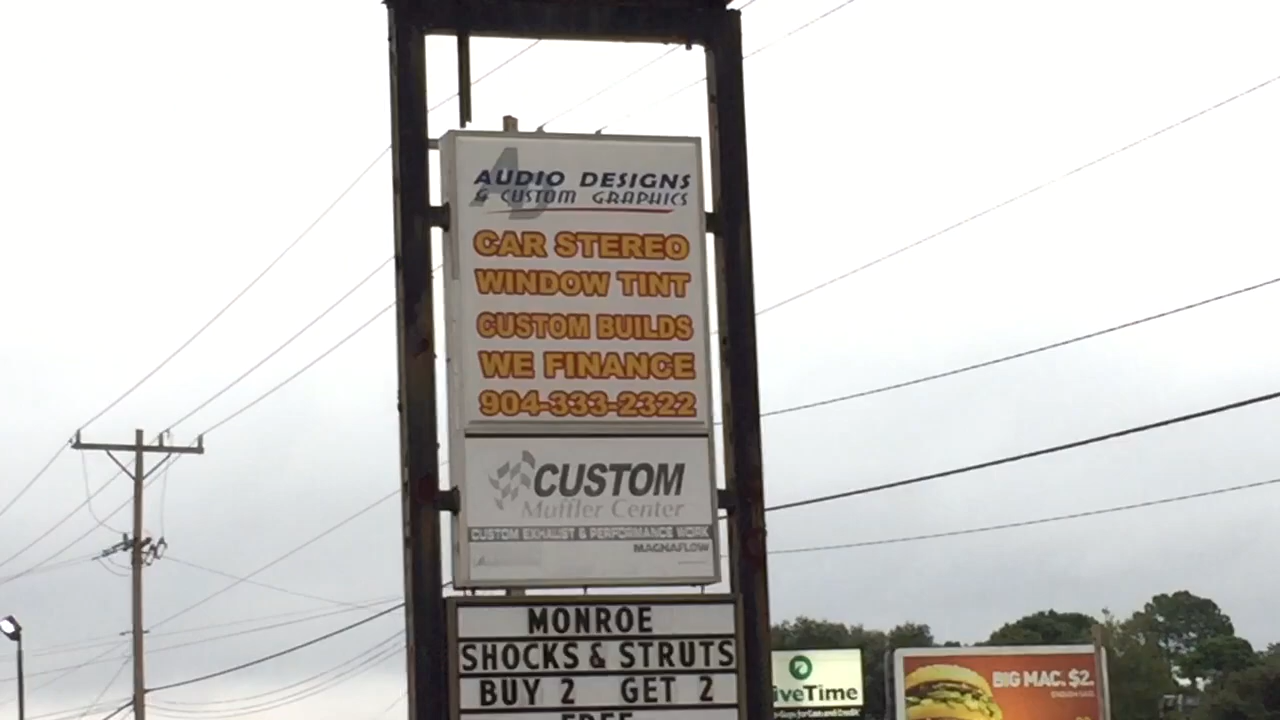 AUDIO DESIGNS
& CUSTOM GRAPHICS
CAR STEREO
WINDOW TINT
CUSTOM BUILDS
WE FINANCE
904-333-2322
CUSTOM
Muffler Center
CUSTOM EXHAUST & PERFORMANCE WORK
MAGNAFLOW
MONROE
SHOCKS & STRUTS
BUY 2 GET 2
FREE
iveTime
BIG MAC. $2.